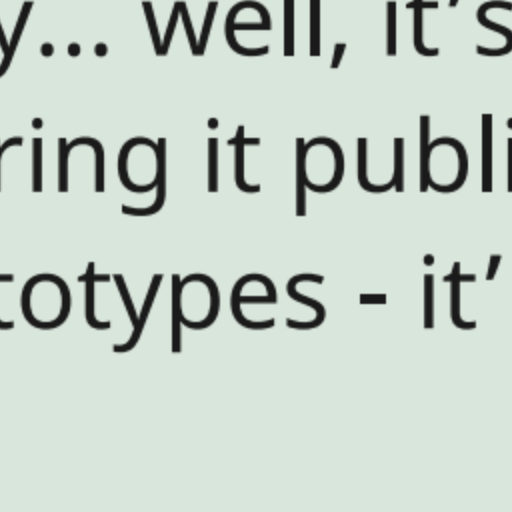 y... well, it’s
ring it publi
totypes - it’